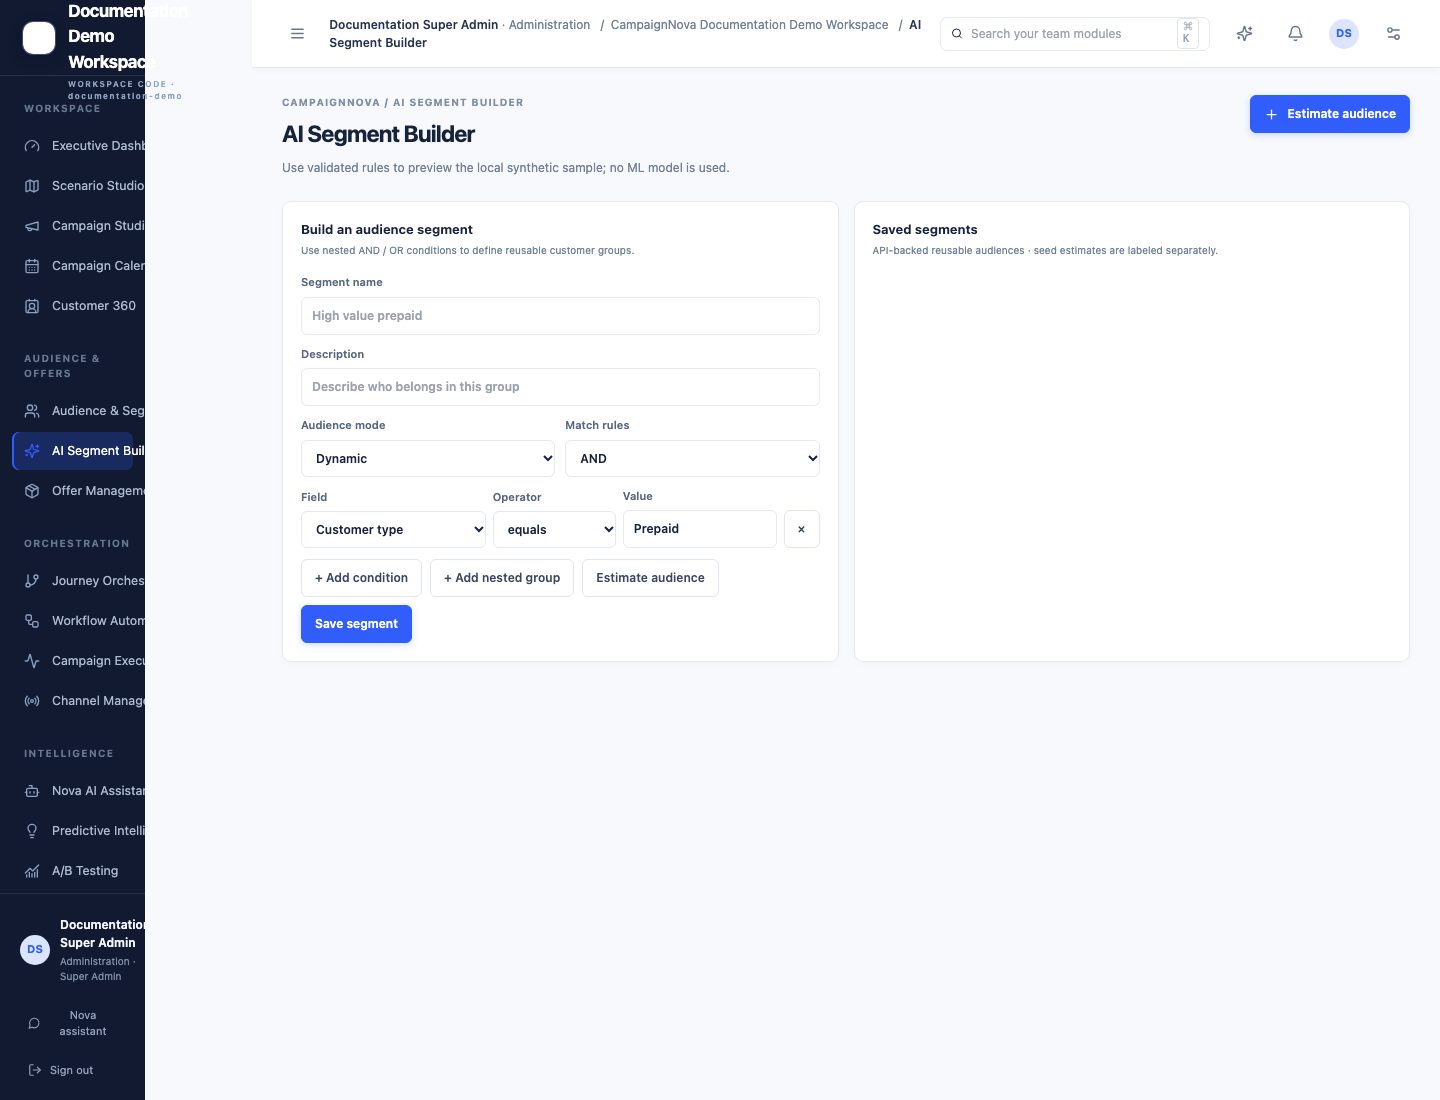 Documentation
Demo
Workspace
WORKSPACE CODE ·
documentation-demo
WORKSPACE
Executive Dashb
Scenario Studio
Campaign Studi
Campaign Caler
Customer 360
AUDIENCE &
OFFERS
Audience & Seg
AI Segment Buil
Offer Manageme
ORCHESTRATION
Journey Orches
Workflow Autom
Campaign Execu
Channel Manage
INTELLIGENCE
Nova AI Assistar
Predictive Intelli
A/B Testing
DS
Documentation
Super Admin
Administration ·
Super Admin
Nova
assistant
Sign out
Documentation Super Admin · Administration / CampaignNova Documentation Demo Workspace / AI
Segment Builder
Search your team modules
⌘
K
DS
CAMPAIGNNOVA / AI SEGMENT BUILDER
AI Segment Builder
Use validated rules to preview the local synthetic sample; no ML model is used.
+ Estimate audience
Build an audience segment
Use nested AND / OR conditions to define reusable customer groups.
Segment name
High value prepaid
Description
Describe who belongs in this group
Audience mode
Match rules
Dynamic
AND
Field
Operator
Value
Customer type
equals
Prepaid
×
+ Add condition
+ Add nested group
Estimate audience
Save segment
Saved segments
API-backed reusable audiences · seed estimates are labeled separately.